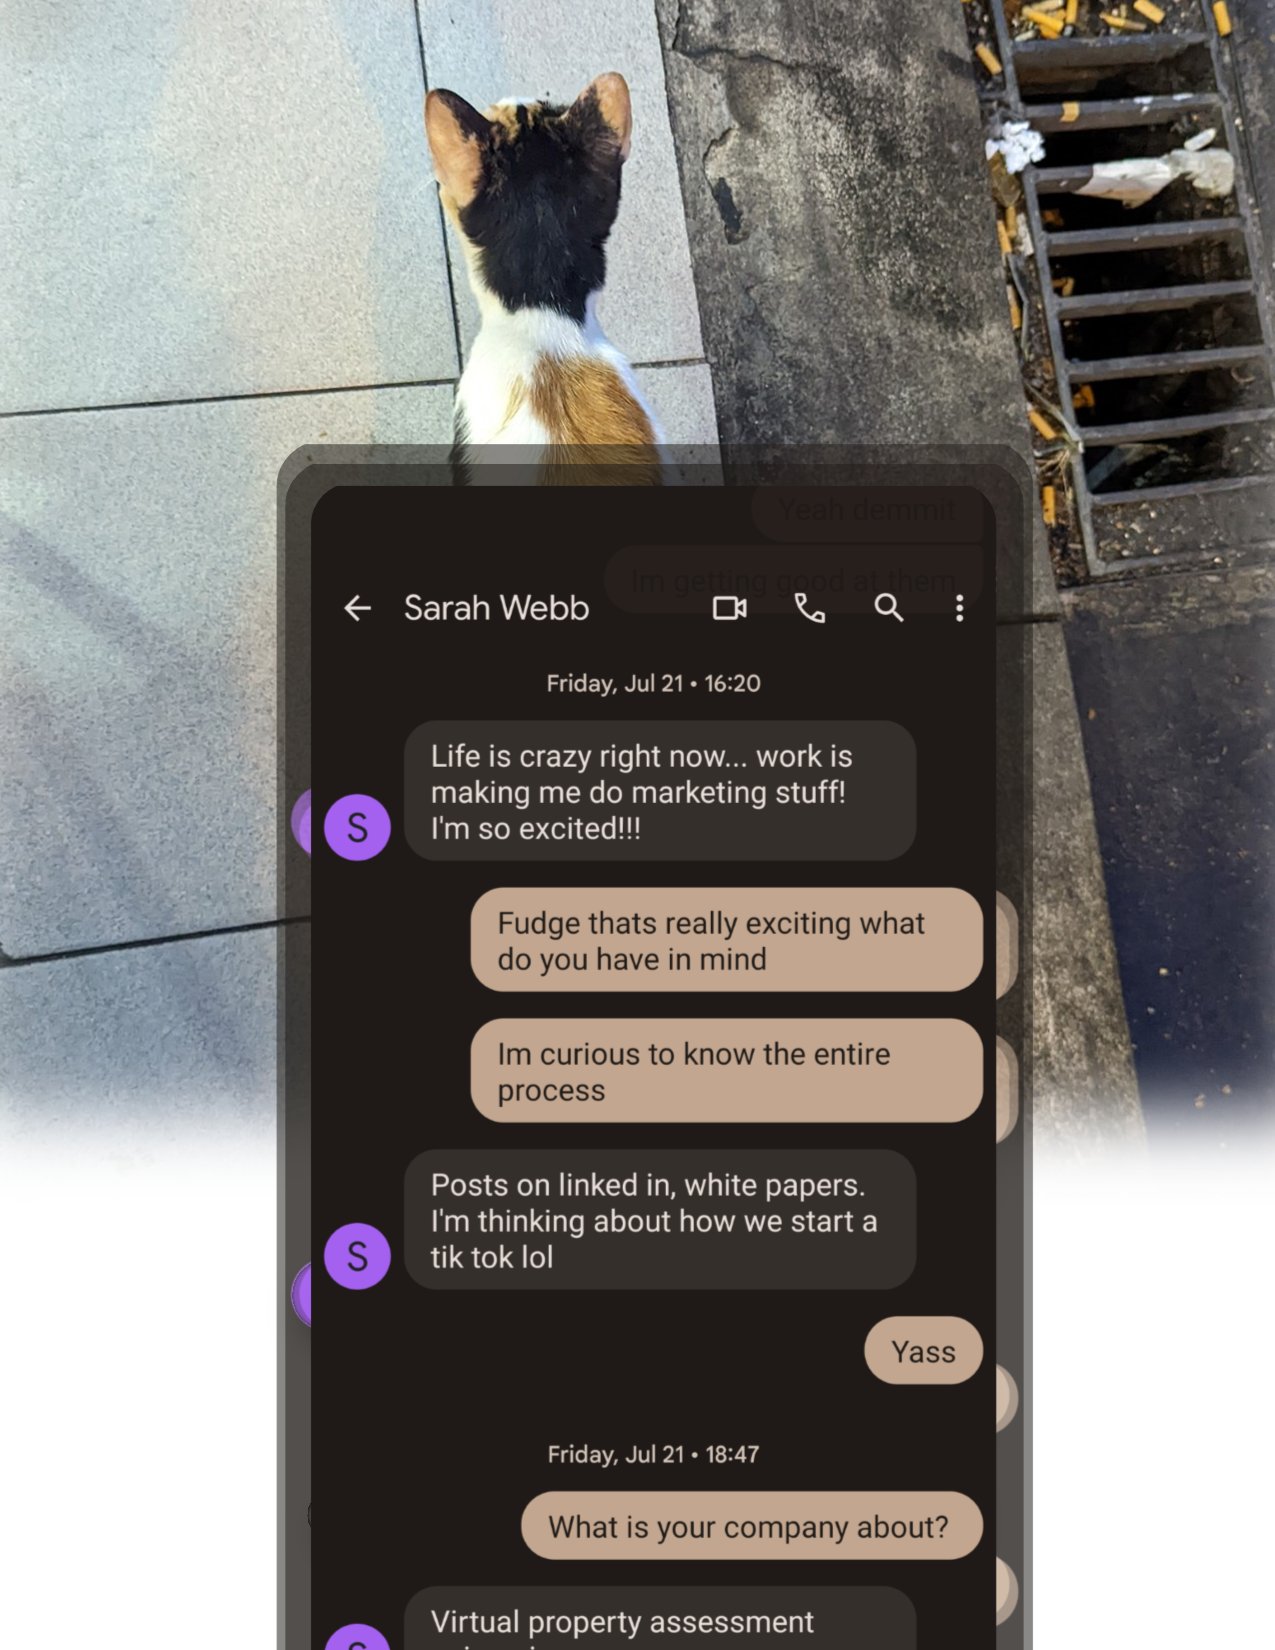 Yeah demmit
Im getting good at them
Sarah Webb
Friday, Jul 21 • 16:20
Life is crazy right now... work is
making me do marketing stuff!
I'm so excited!!!
S
Fudge thats really exciting what
do you have in mind
Im curious to know the entire
process
Posts on linked in, white papers.
I'm thinking about how we start a
tik tok lol
S
Yass
Friday, Jul 21 • 18:47
What is your company about?
Virtual property assessment
S